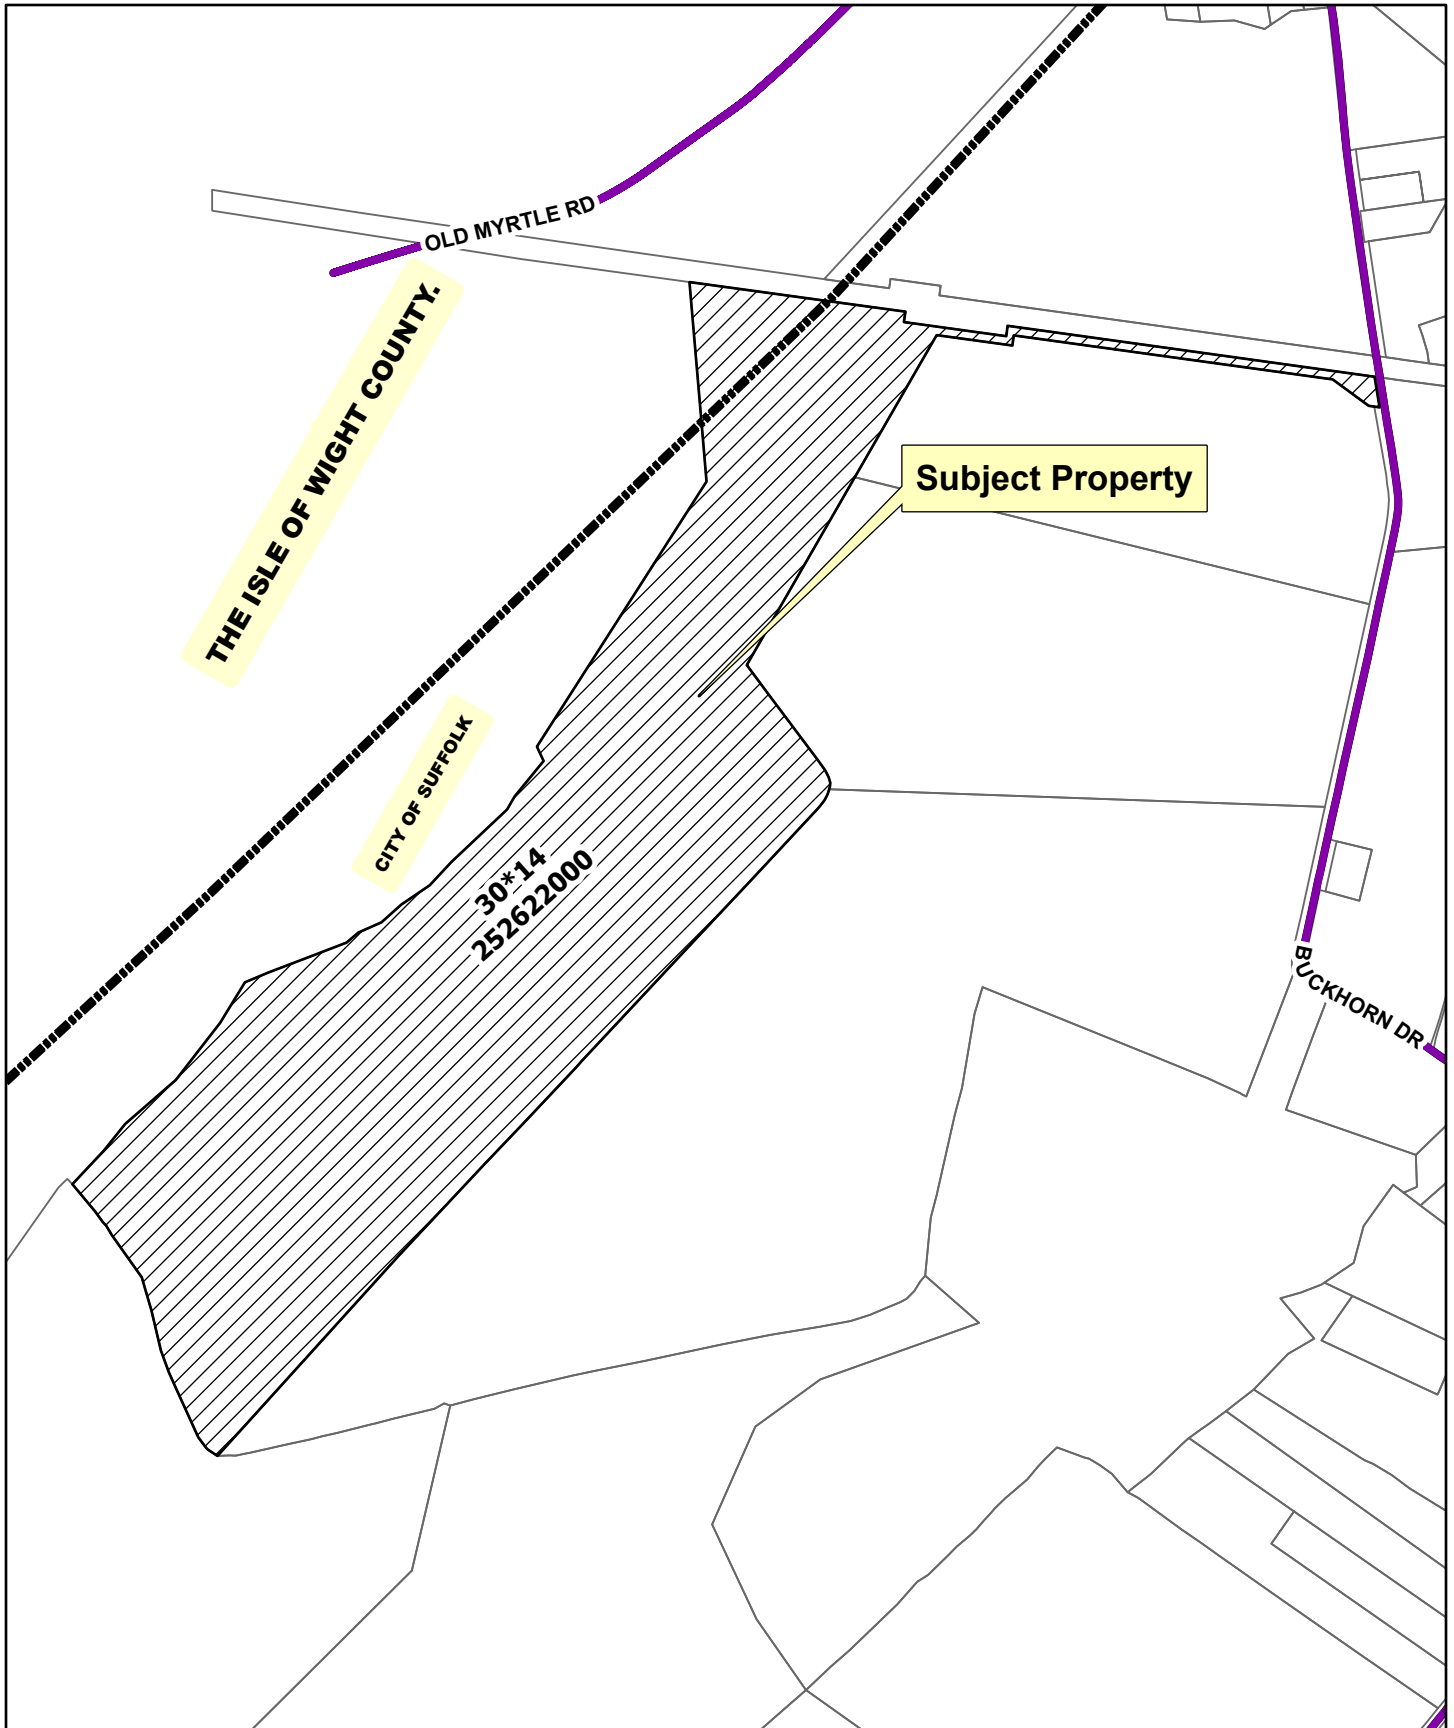 OLD MYRTLE RD
THE ISLE OF WIGHT COUNTY.
Subject Property
CITY OF SUFFOLK
30*14
252622000
BUCKHORN DR